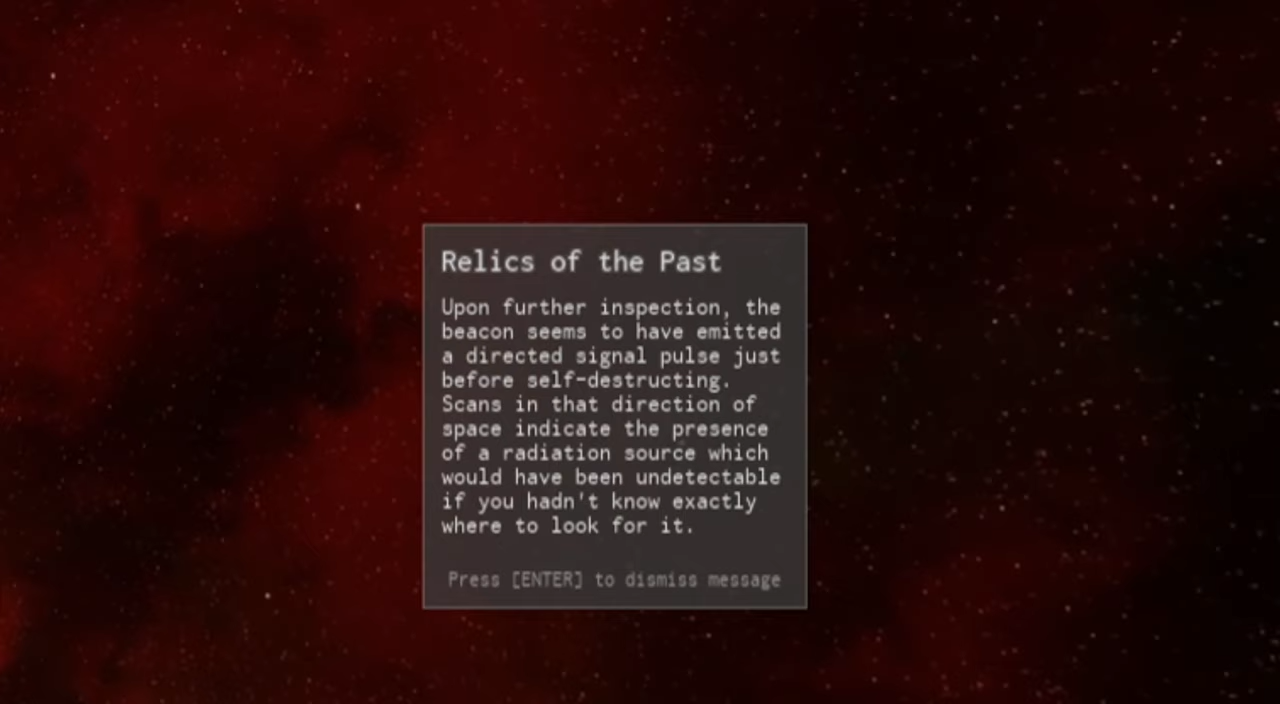 Relics of the Past
Upon further inspection, the
beacon seems to have emitted
a directed signal pulse just
before self-destructing.
Scans in that direction of
space indicate the presence
of a radiation source which
would have been undetectable
if you hadn't know exactly
where to look for it.
Press [ENTER] to dismiss message